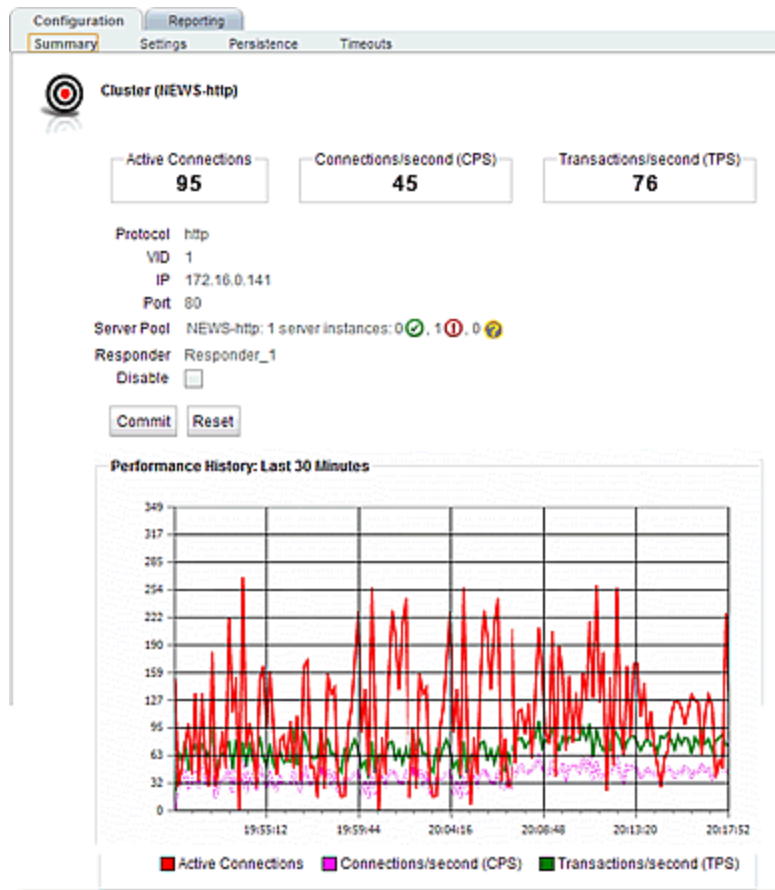 Configuration Reporting
Summary Settings Persistence Timeouts
Cluster (NEWS-http)
Active Connections Connections/second (CPS) Transactions/second (TPS)
95 45 76
Protocol http
VID 1
IP 172.16.0.141
Port 80
Server Pool NEWS-http: 1 server instances: 0 , 1 , 0 ?
Responder Responder_1
Disable
Commit Reset
Performance History: Last 30 Minutes
349
317
285
254
222
190
159
127
95
63
32
0
19:55:12 19:59:44 20:04:16 20:08:48 20:13:20 20:17:52
Active Connections Connections/second (CPS) Transactions/second (TPS)